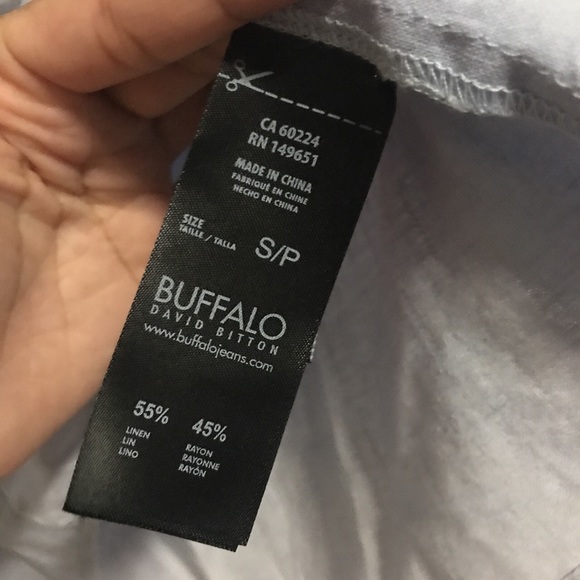 CA 60224
RN 149651
MADE IN CHINA
FABRIQUÉ EN CHINE
HECHO EN CHINA
SIZE
TAILLE / TALLA
S/P
BUFFALO
DAVID BITTON
www.buffalojeans.com
55% 45%
LINEN RAYON
LIN RAYONNE
LINO RAYÓN